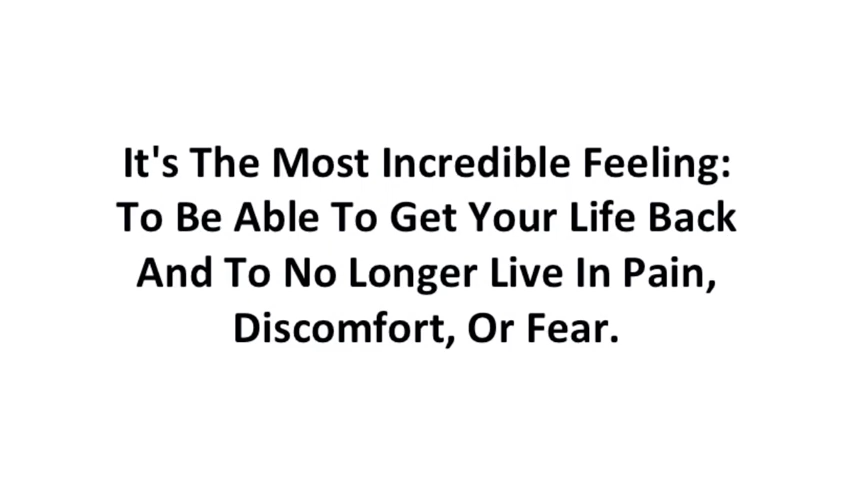 It's The Most Incredible Feeling:
To Be Able To Get Your Life Back
And To No Longer Live In Pain,
Discomfort, Or Fear.